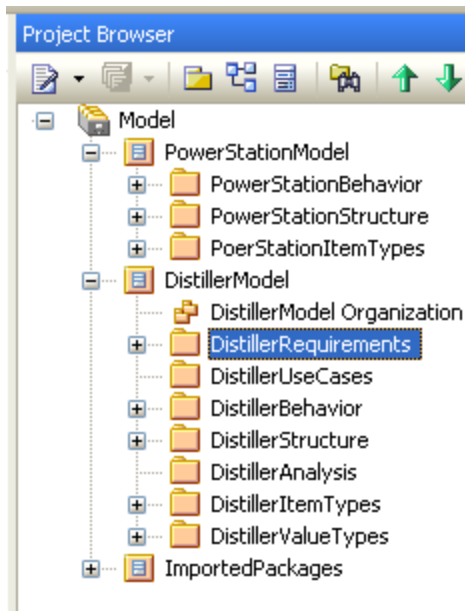 Project Browser
Model
PowerStationModel
PowerStationBehavior
PowerStationStructure
PoerStationItemTypes
DistillerModel
DistillerModel Organization
DistillerRequirements
DistillerUseCases
DistillerBehavior
DistillerStructure
DistillerAnalysis
DistillerItemTypes
DistillerValueTypes
ImportedPackages